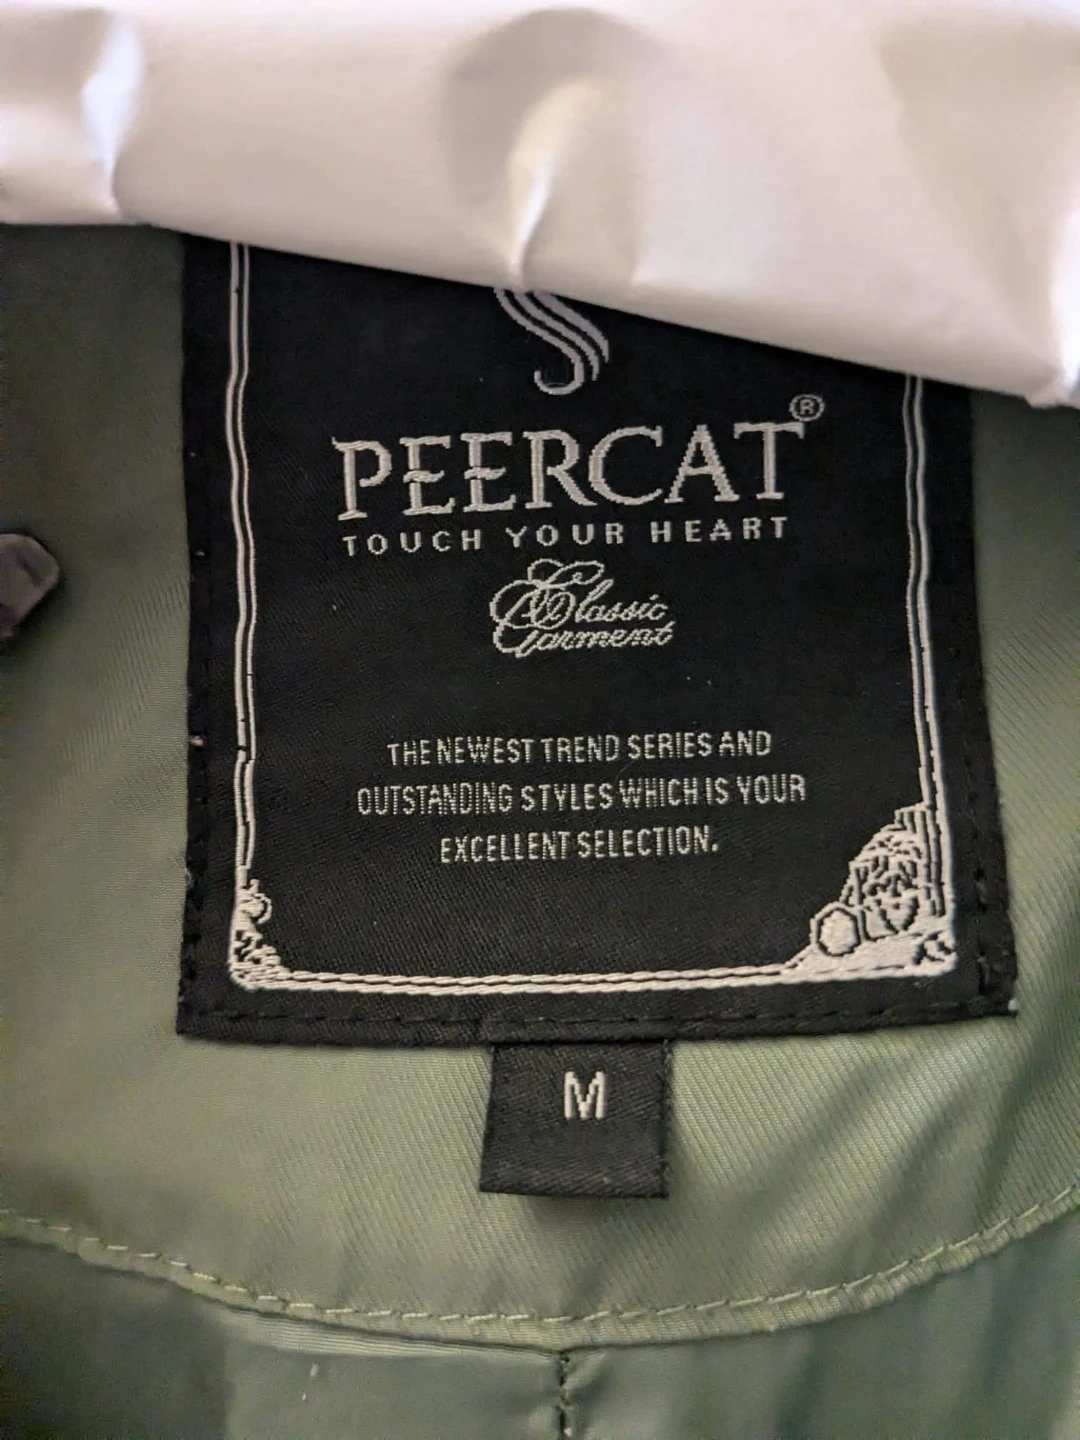 PEERCAT®
TOUCH YOUR HEART
Classic
Garment
THE NEWEST TREND SERIES AND
OUTSTANDING STYLES WHICH IS YOUR
EXCELLENT SELECTION.
M